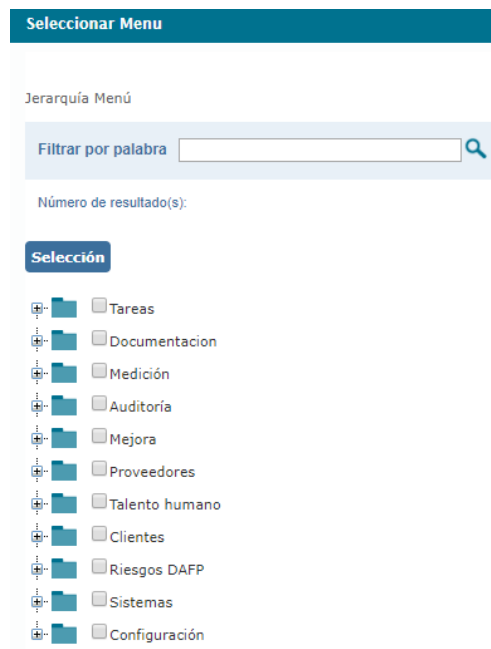 Seleccionar Menu
Jerarquía Menú
Filtrar por palabra
Número de resultado(s):
Selección
Tareas
Documentacion
Medición
Auditoría
Mejora
Proveedores
Talento humano
Clientes
Riesgos DAFP
Sistemas
Configuración